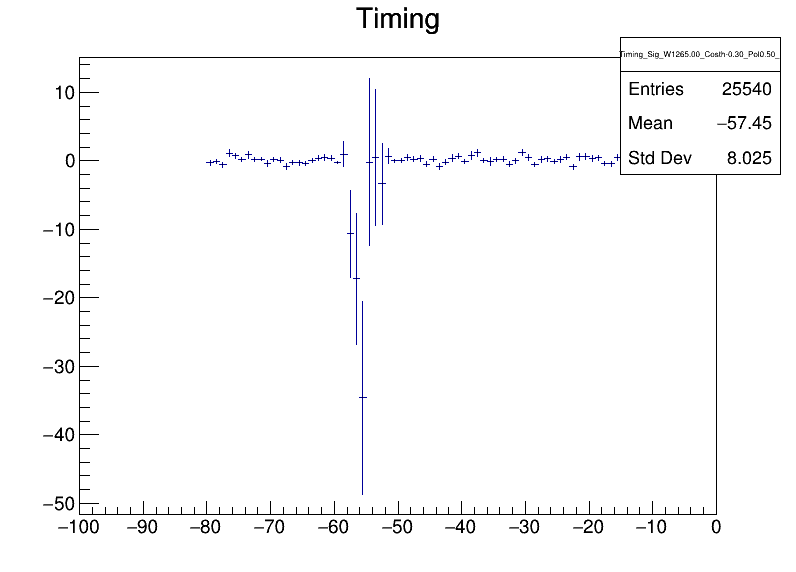 Timing
Timing_Sig_W1265.00_Costh-0.30_Pol0.50_
Entries 25540
Mean −57.45
Std Dev 8.025
10
0
−10
−20
−30
−40
−50
−100 −90 −80 −70 −60 −50 −40 −30 −20 −10 0